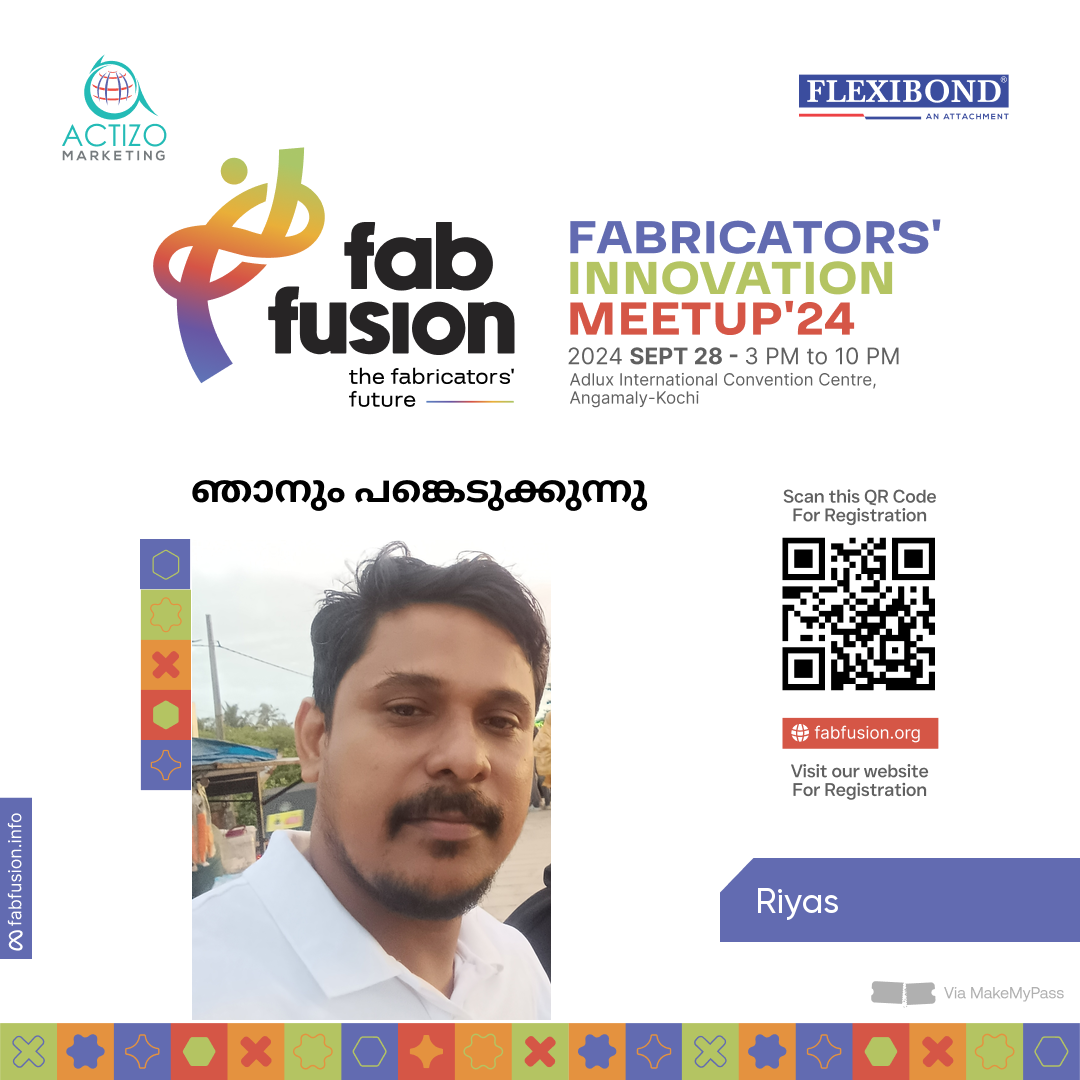 ACTIZO
MARKETING
FLEXIBOND®
AN ATTACHMENT
fab
fusion
the fabricators'
future
FABRICATORS'
INNOVATION
MEETUP'24
2024 SEPT 28 - 3 PM to 10 PM
Adlux International Convention Centre,
Angamaly-Kochi
ഞാനും പങ്കെടുക്കുന്നു
Scan this QR Code
For Registration
fabfusion.org
Visit our website
For Registration
fabfusion.info
Riyas
Via MakeMyPass